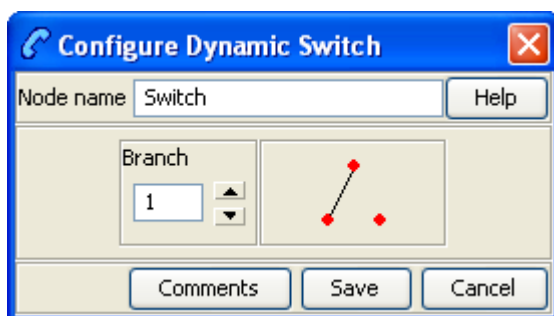 Configure Dynamic Switch
Node name Switch Help
Branch
1
Comments Save Cancel